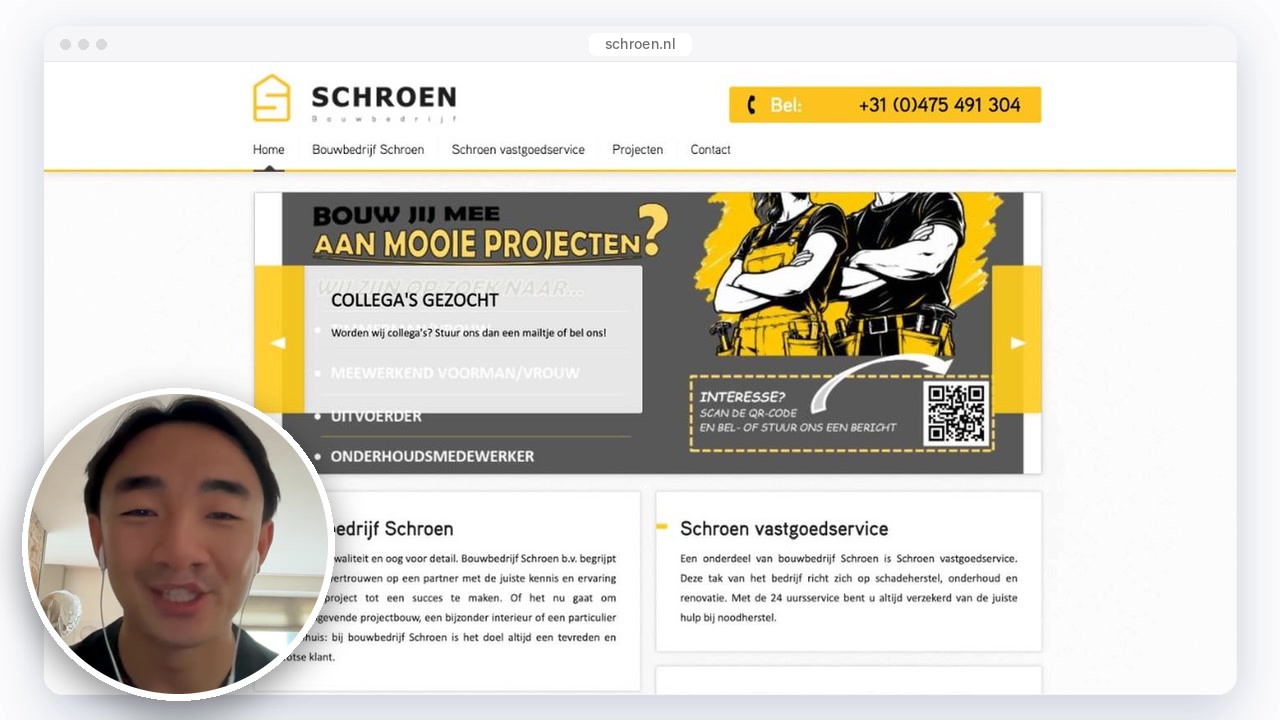 schroen.nl
SCHROEN
Bouwbedrijf
Bel: +31 (0)475 491 304
Home Bouwbedrijf Schroen Schroen vastgoedservice Projecten Contact
BOUW JIJ MEE
AAN MOOIE PROJECTEN?
WIJ ZIJN OP ZOEK NAAR...
COLLEGA'S GEZOCHT
Worden wij collega's? Stuur ons dan een mailtje of bel ons!
• MEEWERKEND VOORMAN/VROUW
• UITVOERDER
• ONDERHOUDSMEDEWERKER
INTERESSE?
SCAN DE QR-CODE
EN BEL- OF STUUR ONS EEN BERICHT
bedrijf Schroen
waliteit en oog voor detail. Bouwbedrijf Schroen b.v. begrijpt
ertrouwen op een partner met de juiste kennis en ervaring
project tot een succes te maken. Of het nu gaat om
gevende projectbouw, een bijzonder interieur of een particulier
huis: bij bouwbedrijf Schroen is het doel altijd een tevreden en
otse klant.
Schroen vastgoedservice
Een onderdeel van bouwbedrijf Schroen is Schroen vastgoedservice.
Deze tak van het bedrijf richt zich op schadeherstel, onderhoud en
renovatie. Met de 24 uursservice bent u altijd verzekerd van de juiste
hulp bij noodherstel.